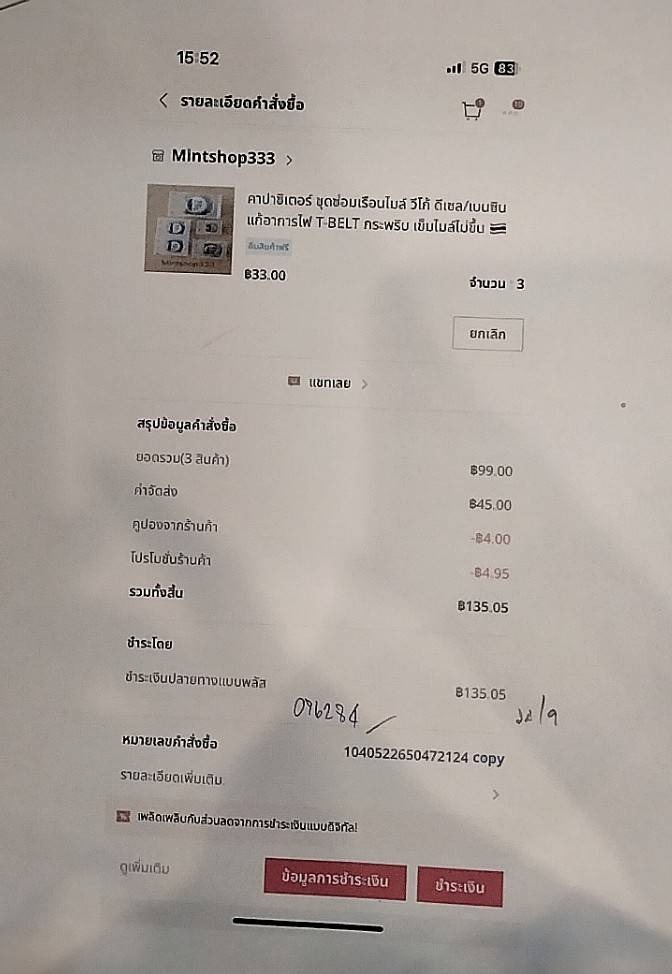 15:52
5G 83
รายละเอียดคำสั่งซื้อ
Mintshop333
คาปาซิเตอร์ ชุดซ่อมเรือนไมล์ วีโก้ ดีเซล/เบนซิน
แก้อาการไฟ T-BELT กระพริบ เข็มไมล์ไม่ขึ้น
คืนสินค้าฟรี
Mintshop333
฿33.00
จำนวน 3
ยกเลิก
แชทเลย
สรุปข้อมูลคำสั่งซื้อ
ยอดรวม(3 สินค้า)
฿99.00
ค่าจัดส่ง
฿45.00
คูปองจากร้านค้า
-฿4.00
โปรโมชั่นร้านค้า
-฿4.95
รวมทั้งสิ้น
฿135.05
ชำระโดย
ชำระเงินปลายทางแบบพลัส
฿135.05
096284
หมายเลขคำสั่งซื้อ
1040522650472124 copy
รายละเอียดเพิ่มเติม
เพลิดเพลินกับส่วนลดจากการชำระเงินแบบดิจิทัล!
ดูเพิ่มเติม
ข้อมูลการชำระเงิน
ชำระเงิน